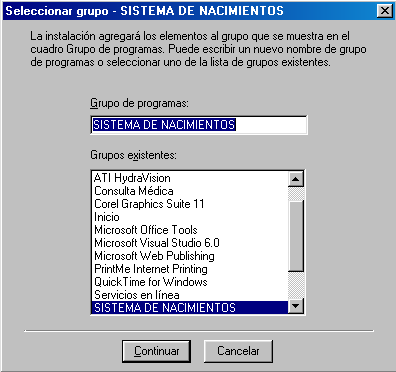 Seleccionar grupo - SISTEMA DE NACIMIENTOS
La instalación agregará los elementos al grupo que se muestra en el
cuadro Grupo de programas. Puede escribir un nuevo nombre de grupo
de programas o seleccionar uno de la lista de grupos existentes.
Grupo de programas:
SISTEMA DE NACIMIENTOS
Grupos existentes:
ATI HydraVision
Consulta Médica
Corel Graphics Suite 11
Inicio
Microsoft Office Tools
Microsoft Visual Studio 6.0
Microsoft Web Publishing
PrintMe Internet Printing
QuickTime for Windows
Servicios en línea
SISTEMA DE NACIMIENTOS
Continuar
Cancelar